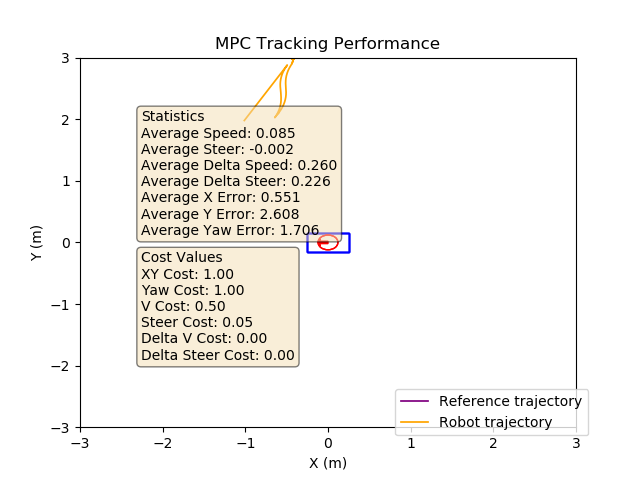 MPC Tracking Performance
3
2
1
0
−1
−2
−3
Y (m)
Statistics
Average Speed: 0.085
Average Steer: -0.002
Average Delta Speed: 0.260
Average Delta Steer: 0.226
Average X Error: 0.551
Average Y Error: 2.608
Average Yaw Error: 1.706
Cost Values
XY Cost: 1.00
Yaw Cost: 1.00
V Cost: 0.50
Steer Cost: 0.05
Delta V Cost: 0.00
Delta Steer Cost: 0.00
Reference trajectory
Robot trajectory
−3 −2 −1 0 1 2 3
X (m)